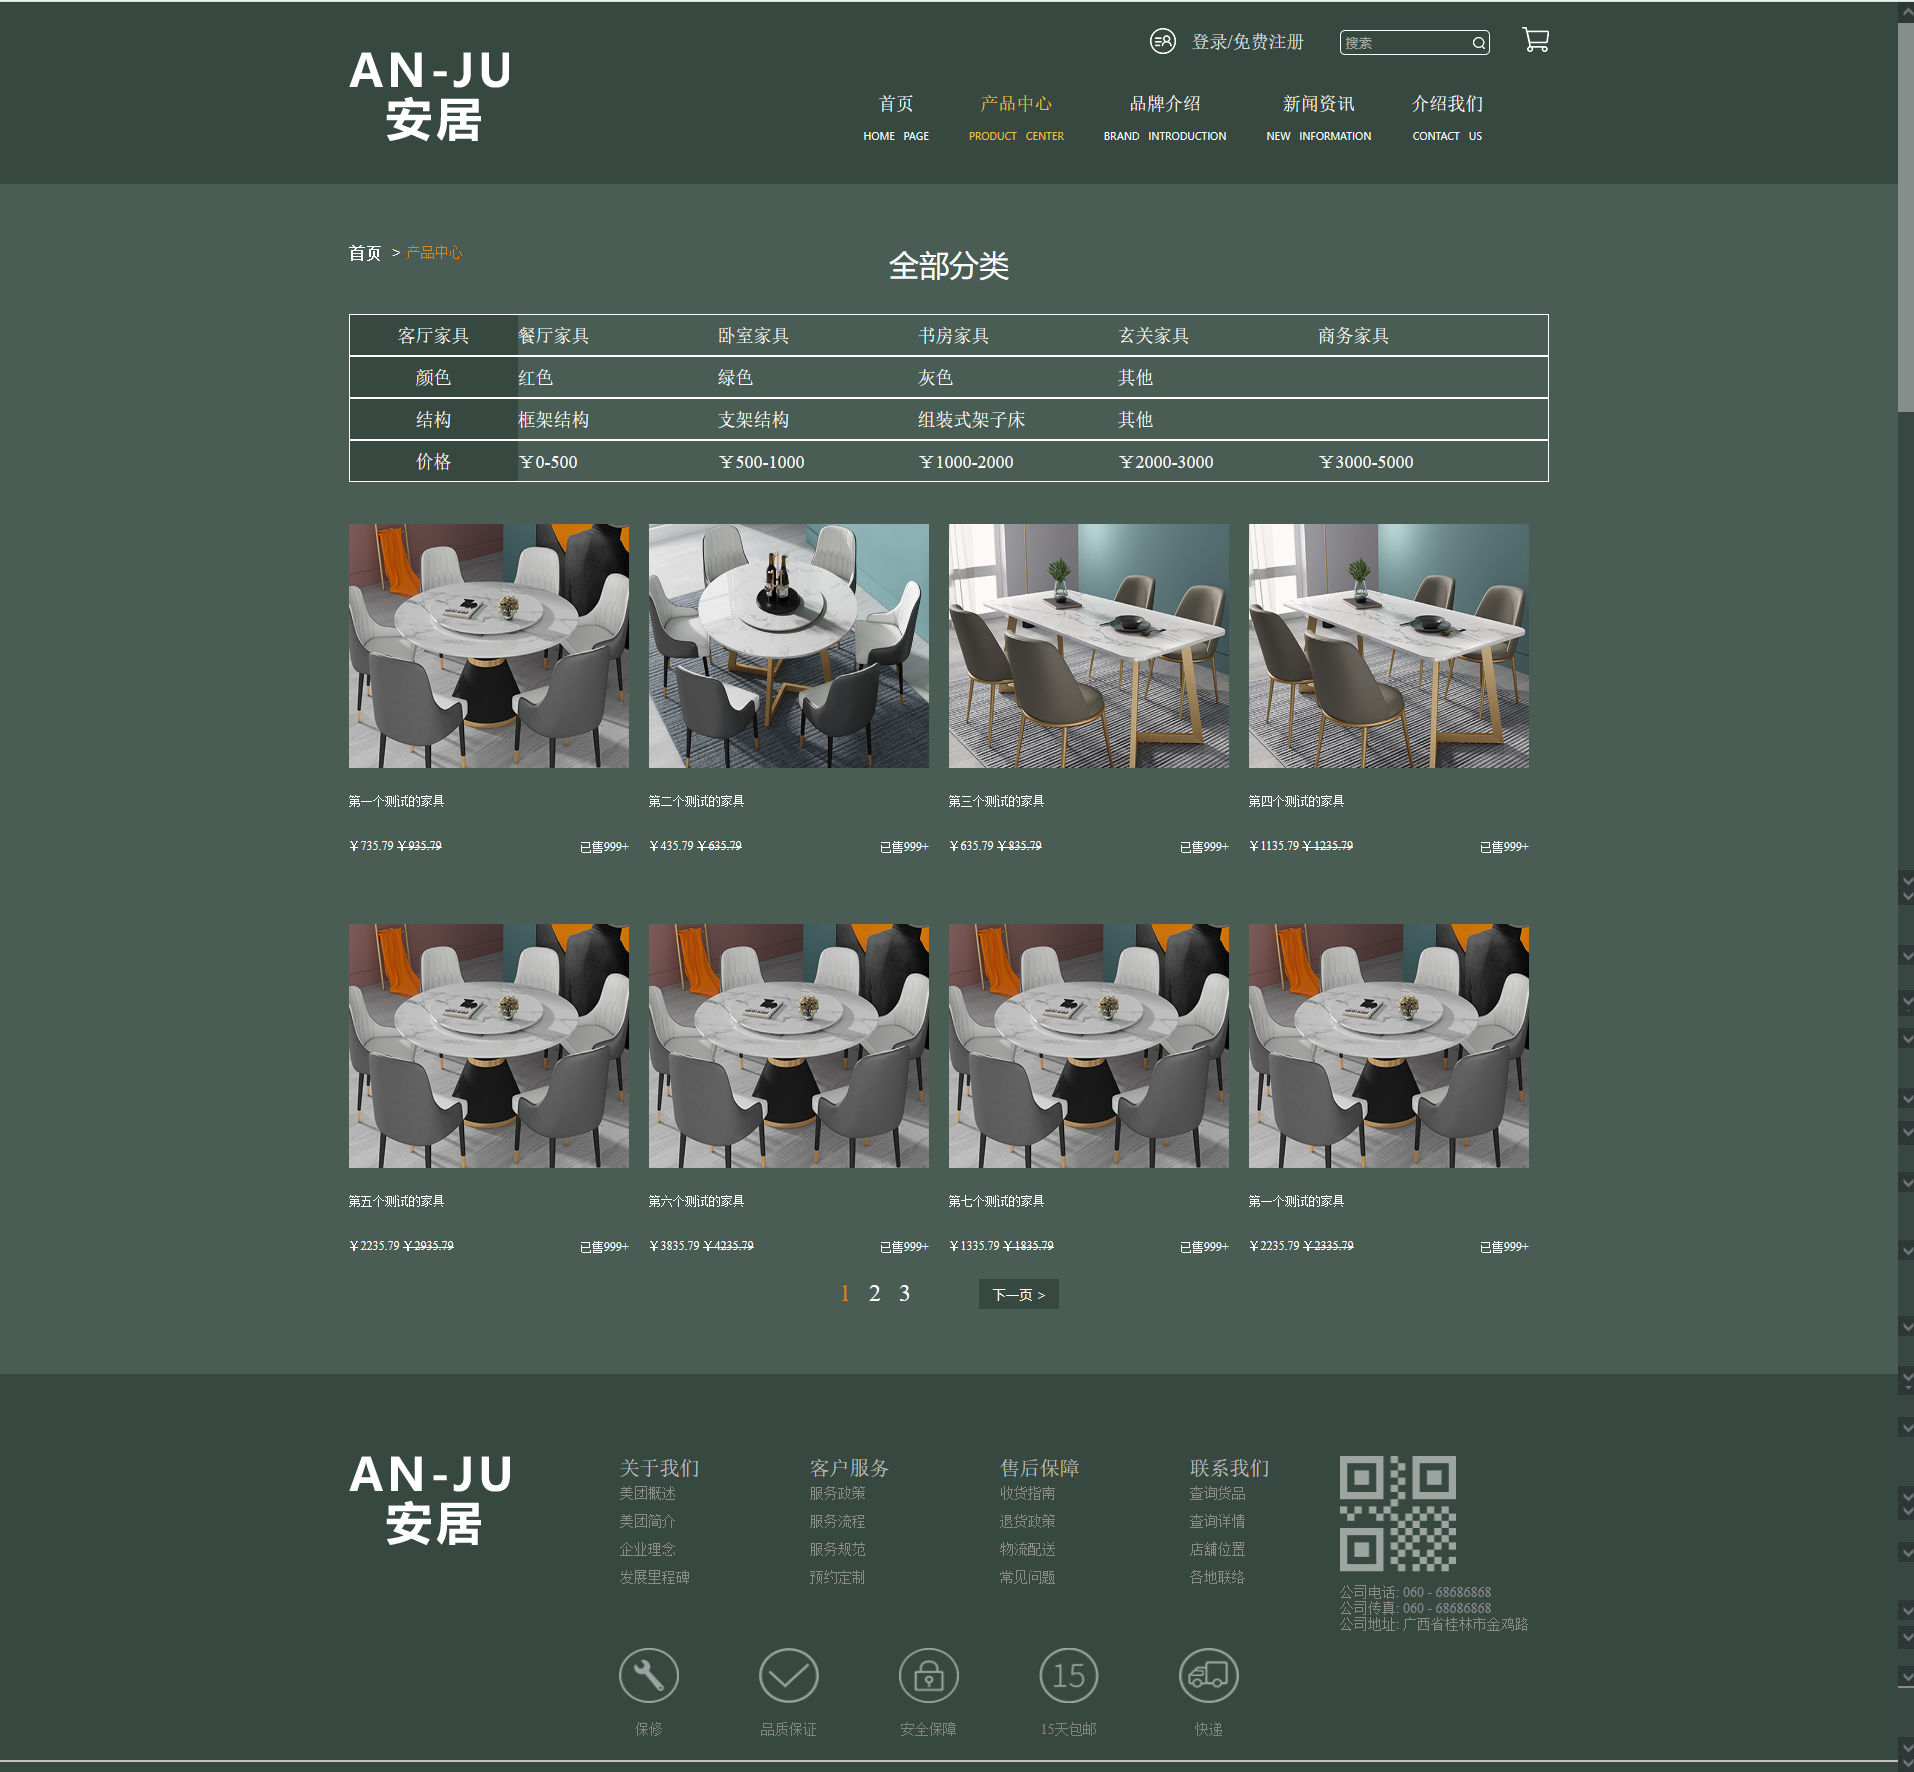 AN-JU
安居
登录/免费注册
搜索
首页 产品中心 品牌介绍 新闻资讯 介绍我们
HOME PAGE PRODUCT CENTER BRAND INTRODUCTION NEW INFORMATION CONTACT US
首页 > 产品中心
全部分类
客厅家具 餐厅家具 卧室家具 书房家具 玄关家具 商务家具
颜色 红色 绿色 灰色 其他
结构 框架结构 支架结构 组装式架子床 其他
价格 ￥0-500 ￥500-1000 ￥1000-2000 ￥2000-3000 ￥3000-5000
第一个测试的家具 第二个测试的家具 第三个测试的家具 第四个测试的家具
￥735.79 ￥935.79 已售999+ ￥435.79 ￥635.79 已售999+ ￥635.79 ￥835.79 已售999+ ￥1135.79 ￥1235.79 已售999+
第五个测试的家具 第六个测试的家具 第七个测试的家具 第一个测试的家具
￥2235.79 ￥2935.79 已售999+ ￥3835.79 ￥4235.79 已售999+ ￥1335.79 ￥1835.79 已售999+ ￥2235.79 ￥2335.79 已售999+
1 2 3 下一页 >
AN-JU
安居
关于我们 客户服务 售后保障 联系我们
美团概述 服务政策 收货指南 查询货品
美团简介 服务流程 退货政策 查询详情
企业理念 服务规范 物流配送 店舖位置
发展里程碑 预约定制 常见问题 各地联络
公司电话: 060 - 68686868
公司传真: 060 - 68686868
公司地址: 广西省桂林市金鸡路
15
保修 品质保证 安全保障 15天包邮 快递